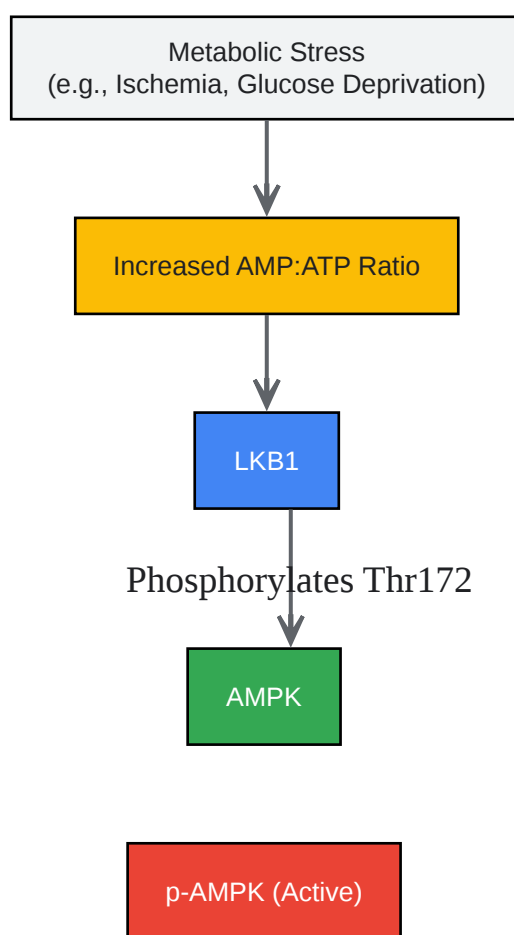 Metabolic Stress
(e.g., Ischemia, Glucose Deprivation)
Increased AMP:ATP Ratio
LKB1
Phosphorylates Thr172
AMPK
p-AMPK (Active)